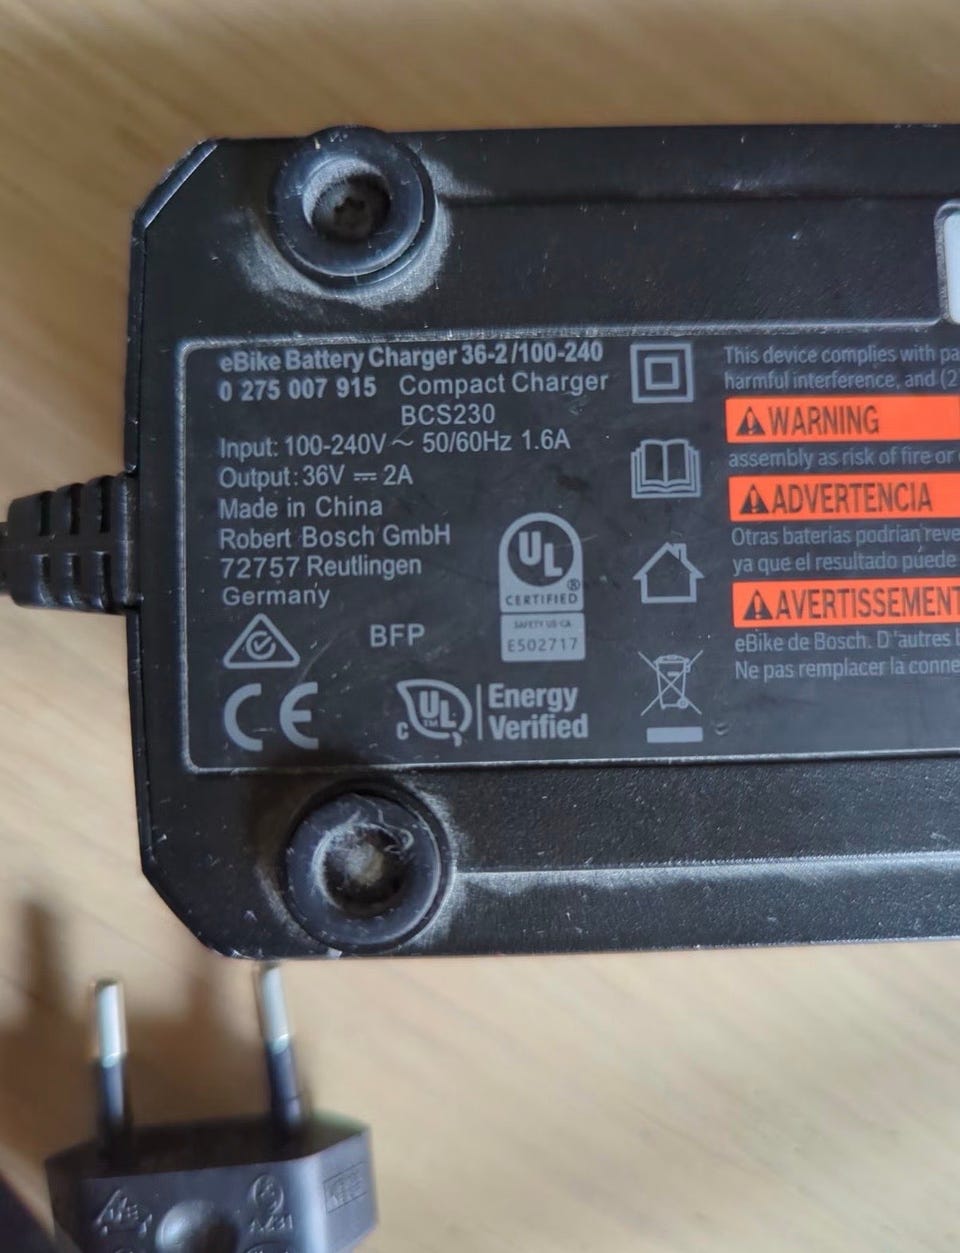 eBike Battery Charger 36-2/100-240
0 275 007 915 Compact Charger
BCS230
Input: 100-240V ~ 50/60Hz 1.6A
Output: 36V ⎓ 2A
Made in China
Robert Bosch GmbH
72757 Reutlingen
Germany
BFP
UL
®
CERTIFIED
SAFETY US-CA
E502717
CE
c UL TM
Energy
Verified
This device complies with pa
harmful interference, and (2
WARNING
assembly as risk of fire or
ADVERTENCIA
Otras baterías podrían reve
ya que el resultado puede
AVERTISSEMENT
eBike de Bosch. D'autres b
Ne pas remplacer la conne